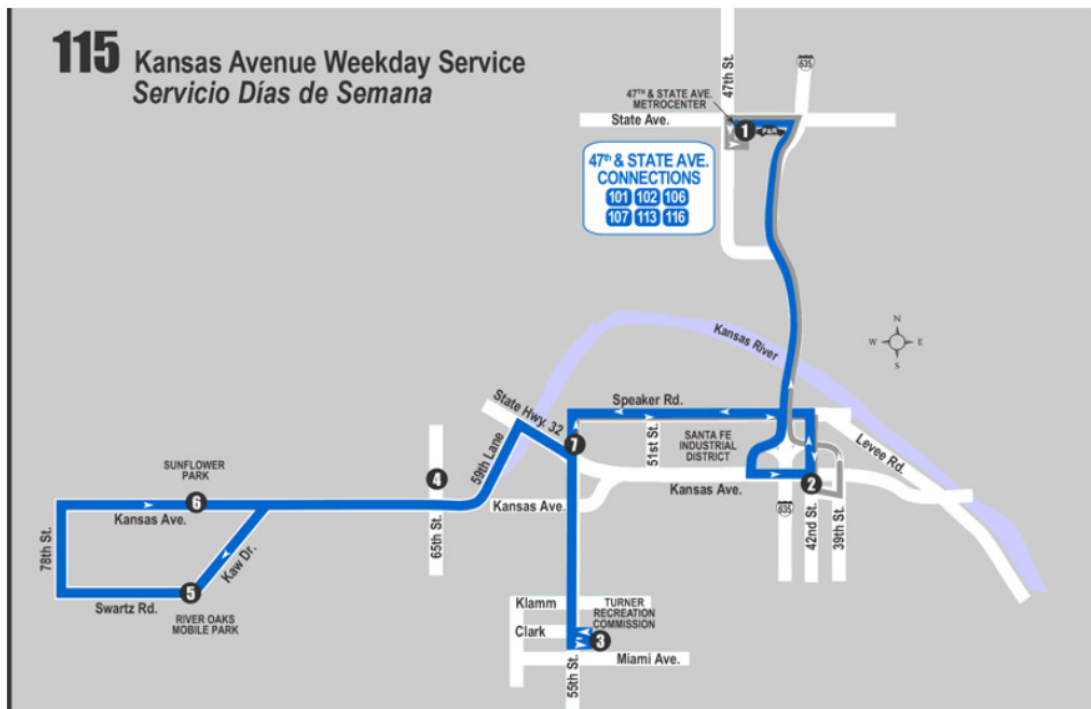 115 Kansas Avenue Weekday Service
Servicio Días de Semana
47th St.
635
47TH & STATE AVE.
METROCENTER
State Ave.
1
P&R
47th & STATE AVE.
CONNECTIONS
101 102 106
107 113 116
Kansas River
N
W E
S
State Hwy. 32
Speaker Rd.
59th Lane
7
51st St.
SANTA FE
INDUSTRIAL
DISTRICT
Levee Rd.
SUNFLOWER
PARK
4
6
2
Kansas Ave.
Kansas Ave.
Kansas Ave.
635
42nd St.
39th St.
65th St.
78th St.
Kaw Dr.
5
Swartz Rd.
RIVER OAKS
MOBILE PARK
Klamm
TURNER
RECREATION
COMMISSION
Clark
3
Miami Ave.
55th St.